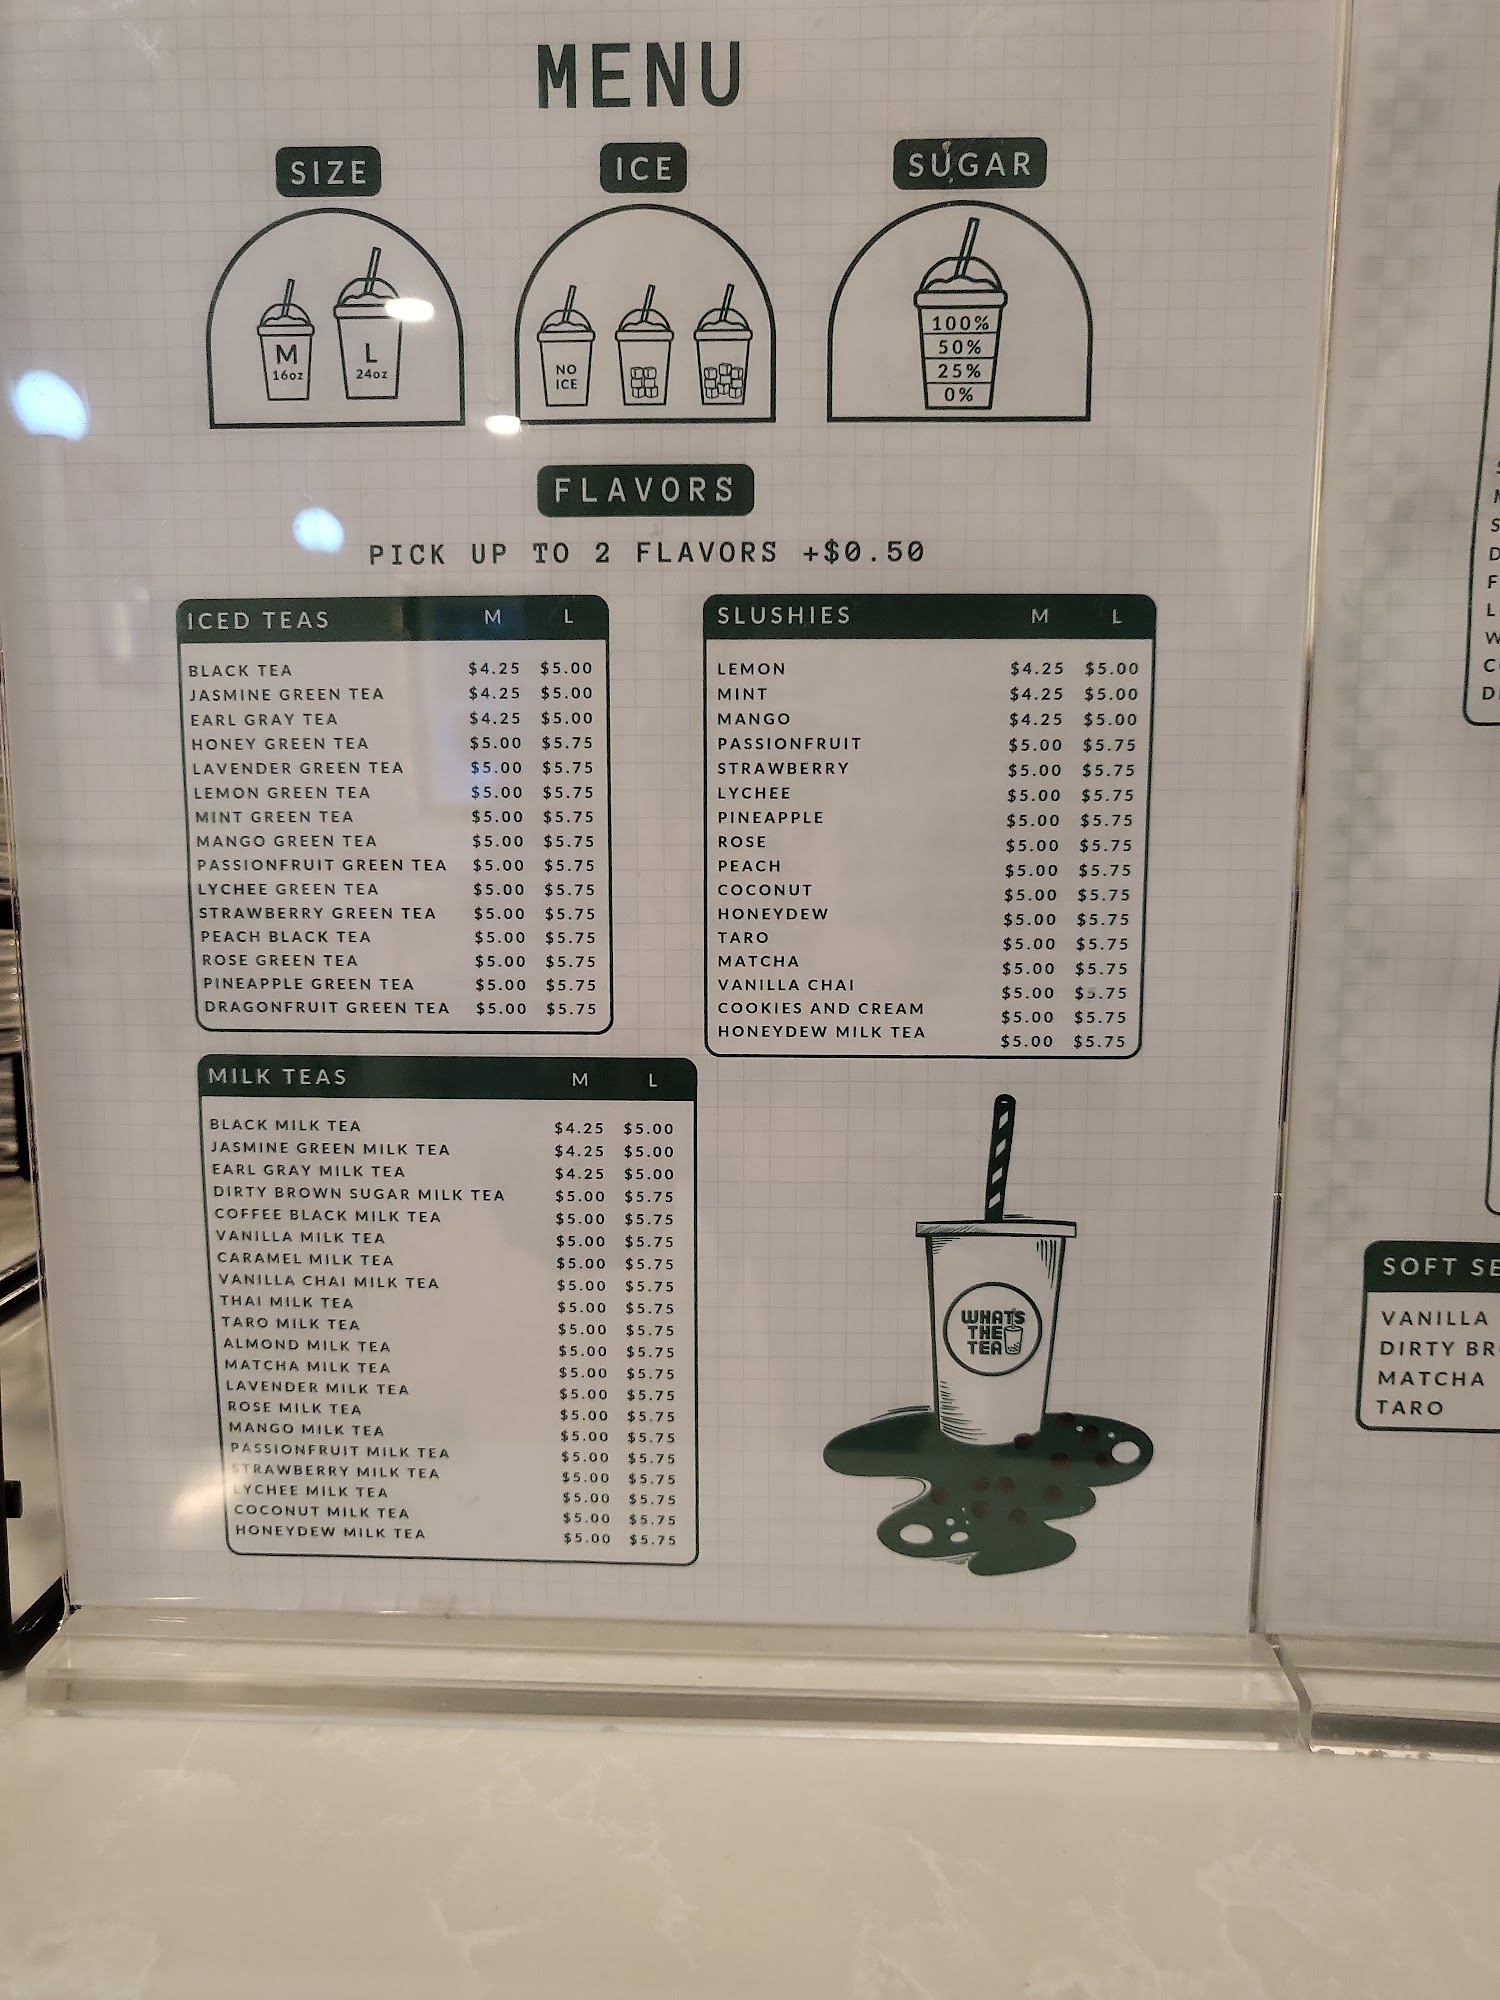 MENU
SIZE
ICE
SUGAR
M
16oz
L
24oz
NO
ICE
100%
50%
25%
0%
FLAVORS
PICK UP TO 2 FLAVORS +$0.50
ICED TEAS M L
BLACK TEA $4.25 $5.00
JASMINE GREEN TEA $4.25 $5.00
EARL GRAY TEA $4.25 $5.00
HONEY GREEN TEA $5.00 $5.75
LAVENDER GREEN TEA $5.00 $5.75
LEMON GREEN TEA $5.00 $5.75
MINT GREEN TEA $5.00 $5.75
MANGO GREEN TEA $5.00 $5.75
PASSIONFRUIT GREEN TEA $5.00 $5.75
LYCHEE GREEN TEA $5.00 $5.75
STRAWBERRY GREEN TEA $5.00 $5.75
PEACH BLACK TEA $5.00 $5.75
ROSE GREEN TEA $5.00 $5.75
PINEAPPLE GREEN TEA $5.00 $5.75
DRAGONFRUIT GREEN TEA $5.00 $5.75
SLUSHIES M L
LEMON $4.25 $5.00
MINT $4.25 $5.00
MANGO $4.25 $5.00
PASSIONFRUIT $5.00 $5.75
STRAWBERRY $5.00 $5.75
LYCHEE $5.00 $5.75
PINEAPPLE $5.00 $5.75
ROSE $5.00 $5.75
PEACH $5.00 $5.75
COCONUT $5.00 $5.75
HONEYDEW $5.00 $5.75
TARO $5.00 $5.75
MATCHA $5.00 $5.75
VANILLA CHAI $5.00 $5.75
COOKIES AND CREAM $5.00 $5.75
HONEYDEW MILK TEA $5.00 $5.75
MILK TEAS M L
BLACK MILK TEA $4.25 $5.00
JASMINE GREEN MILK TEA $4.25 $5.00
EARL GRAY MILK TEA $4.25 $5.00
DIRTY BROWN SUGAR MILK TEA $5.00 $5.75
COFFEE BLACK MILK TEA $5.00 $5.75
VANILLA MILK TEA $5.00 $5.75
CARAMEL MILK TEA $5.00 $5.75
VANILLA CHAI MILK TEA $5.00 $5.75
THAI MILK TEA $5.00 $5.75
TARO MILK TEA $5.00 $5.75
ALMOND MILK TEA $5.00 $5.75
MATCHA MILK TEA $5.00 $5.75
LAVENDER MILK TEA $5.00 $5.75
ROSE MILK TEA $5.00 $5.75
MANGO MILK TEA $5.00 $5.75
PASSIONFRUIT MILK TEA $5.00 $5.75
STRAWBERRY MILK TEA $5.00 $5.75
LYCHEE MILK TEA $5.00 $5.75
COCONUT MILK TEA $5.00 $5.75
HONEYDEW MILK TEA $5.00 $5.75
WHAT'S
THE
TEA
SOFT
VANILLA
DIRTY
MATCHA
TARO